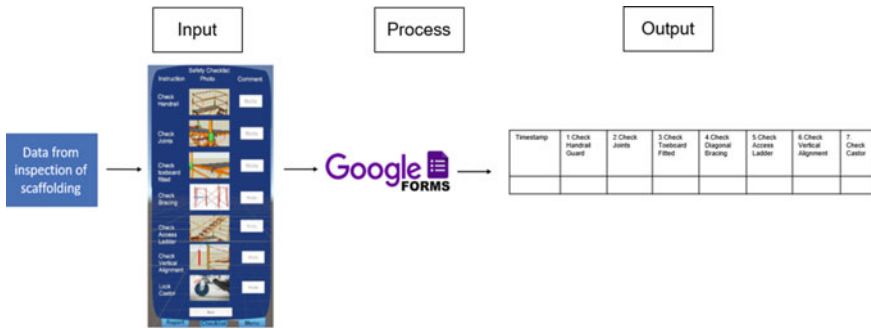 Input
Process
Output
Data from
inspection of
scaffolding
Safety Checklist
Instruction Photo Comment
Check
Handrail
Check
Joints
Check
toeboard
fitted
Check
Bracing
Check
Access
Ladder
Check
Vertical
Alignment
Lock
Castor
Report Checklist Menu
Google
FORMS
Timestamp
1.Check
Handrail
Guard
2.Check
Joints
3.Check
Toeboard
Fitted
4.Check
Diagonal
Bracing
5.Check
Access
Ladder
6.Check
Vertical
Alignment
7.
Check
Castor